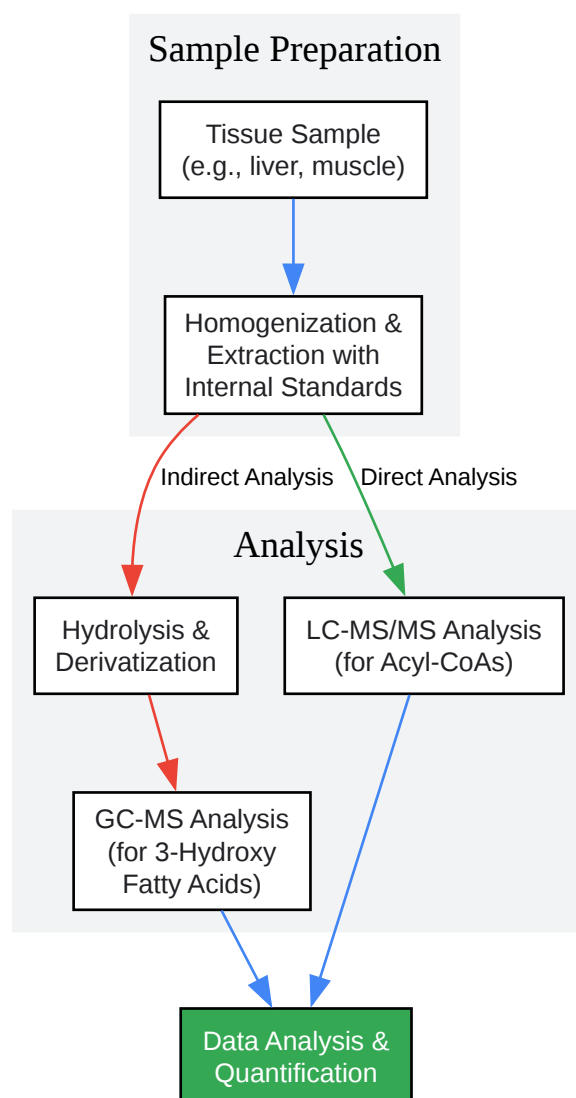 Sample Preparation
Tissue Sample
(e.g., liver, muscle)
Homogenization &
Extraction with
Internal Standards
Indirect Analysis
Direct Analysis
Analysis
Hydrolysis &
Derivatization
LC-MS/MS Analysis
(for Acyl-CoAs)
GC-MS Analysis
(for 3-Hydroxy
Fatty Acids)
Data Analysis &
Quantification